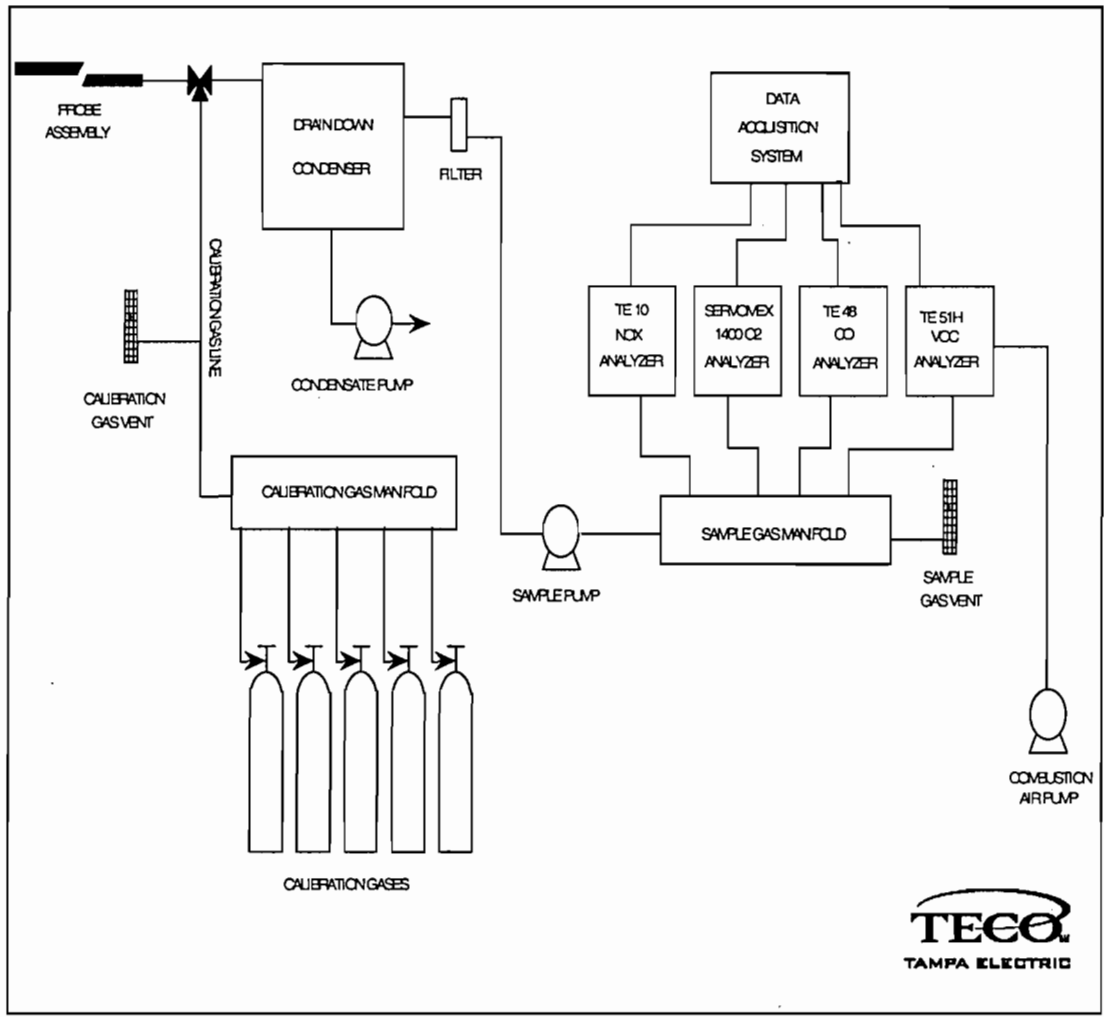 PROBE
ASSEMBLY
DRAIN DOWN
CONDENSER
FILTER
DATA
ACQUISITION
SYSTEM
CALIBRATION GAS LINE
TE 10
NOX
ANALYZER
SERVOMEX
1400 O2
ANALYZER
TE 48
CO
ANALYZER
TE 51H
VOC
ANALYZER
CONDENSATE PUMP
CALIBRATION
GAS VENT
CALIBRATION GAS MANIFOLD
SAMPLE GAS MANIFOLD
SAMPLE PUMP
SAMPLE
GAS VENT
COMBUSTION
AIR PUMP
CALIBRATION GASES
TECO
TAMPA ELECTRIC